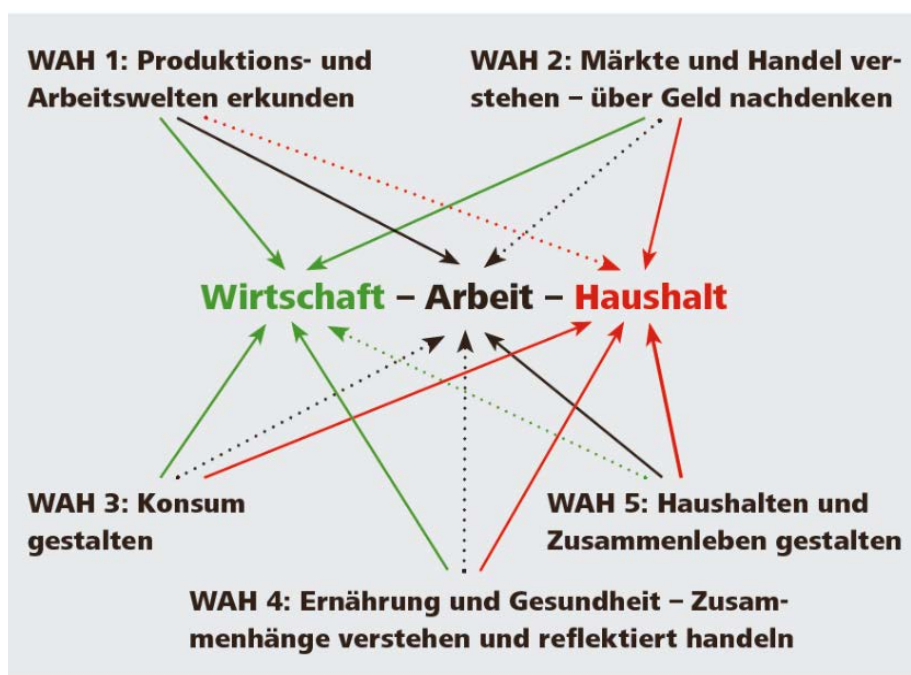 WAH 1: Produktions- und
Arbeitswelten erkunden
WAH 2: Märkte und Handel ver-
stehen – über Geld nachdenken
Wirtschaft – Arbeit – Haushalt
WAH 3: Konsum
gestalten
WAH 5: Haushalten und
Zusammenleben gestalten
WAH 4: Ernährung und Gesundheit – Zusam-
menhänge verstehen und reflektiert handeln